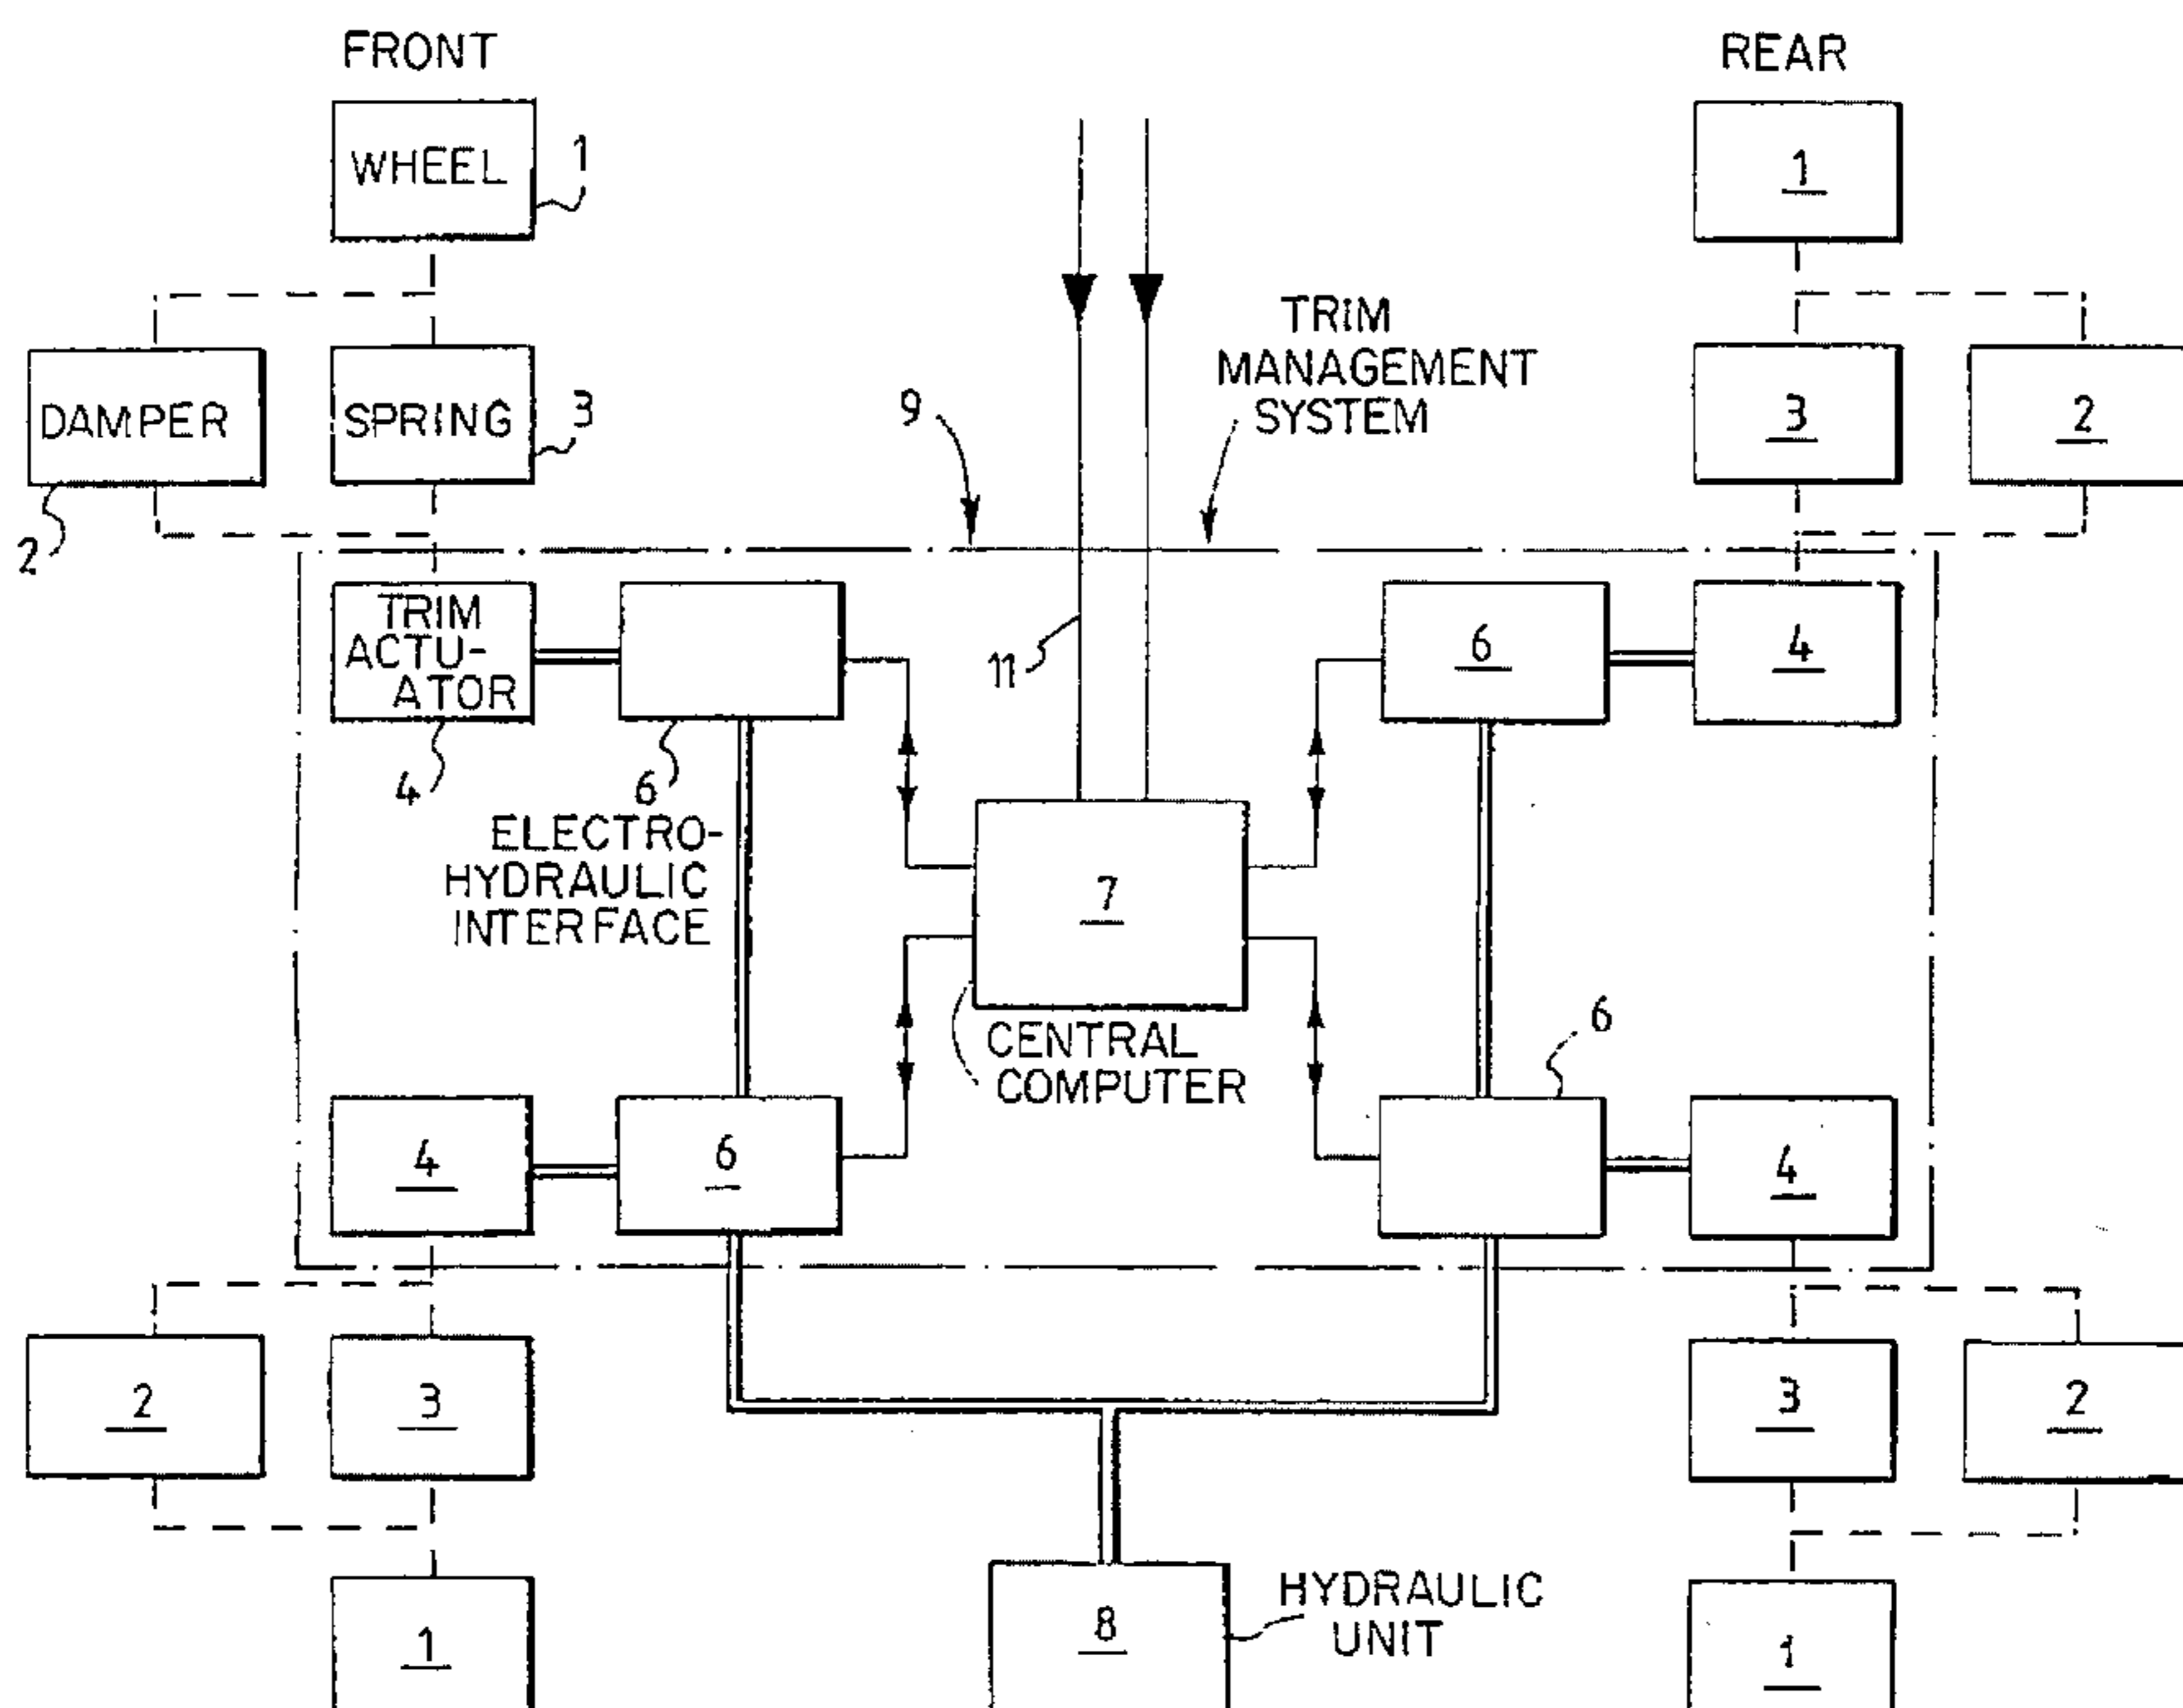 FRONT
REAR
WHEEL
1
1
TRIM
MANAGEMENT
SYSTEM
9
DAMPER
SPRING
3
3
2
2
TRIM
ACTU-
ATOR
11
6
4
4
6
ELECTRO-
HYDRAULIC
INTERFACE
7
CENTRAL
COMPUTER
6
4
6
4
2
3
3
2
HYDRAULIC
UNIT
1
8
1